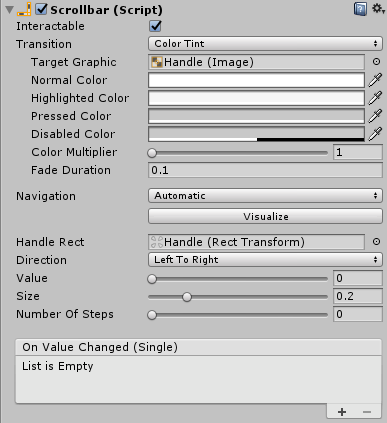 Scrollbar (Script)
Interactable
Transition Color Tint
Target Graphic Handle (Image)
Normal Color
Highlighted Color
Pressed Color
Disabled Color
Color Multiplier 1
Fade Duration 0.1
Navigation Automatic
Visualize
Handle Rect Handle (Rect Transform)
Direction Left To Right
Value 0
Size 0.2
Number Of Steps 0
On Value Changed (Single)
List is Empty